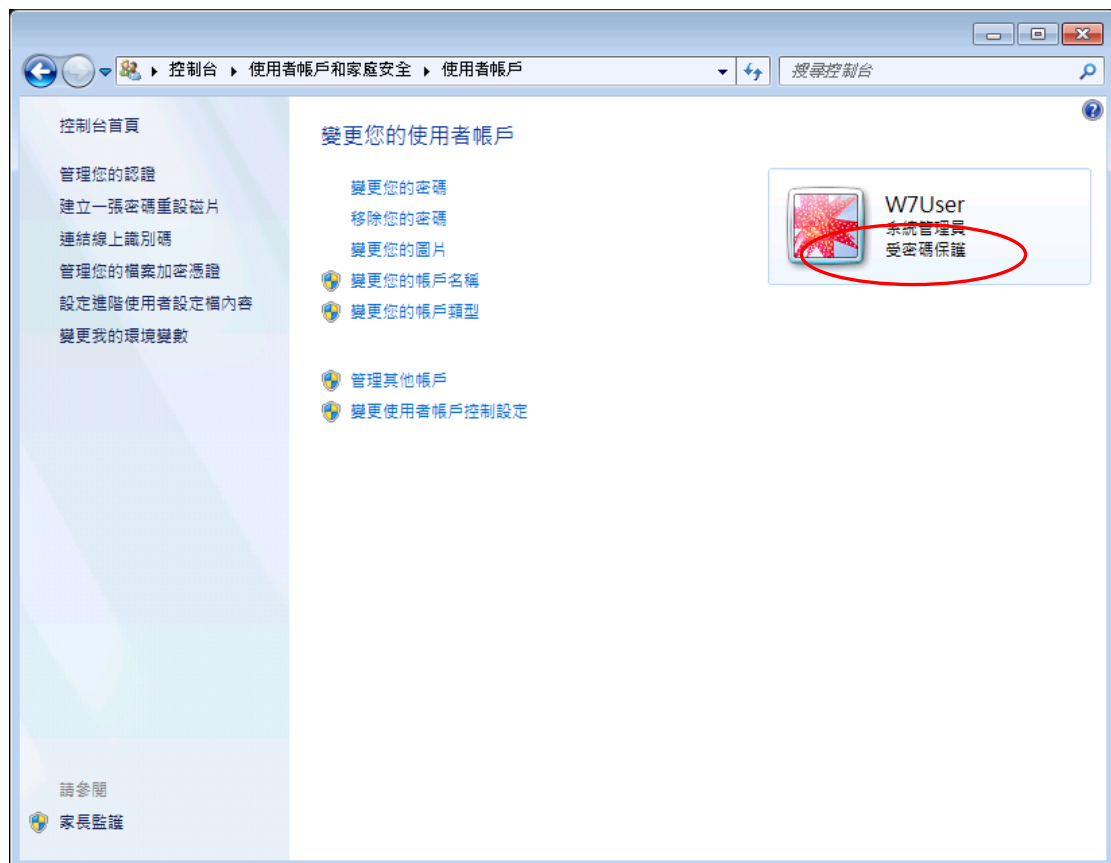 控制台 使用者帳戶和家庭安全 使用者帳戶
搜尋控制台
控制台首頁
管理您的認證
建立一張密碼重設磁片
連結線上識別碼
管理您的檔案加密憑證
設定進階使用者設定檔內容
變更我的環境變數
變更您的使用者帳戶
變更您的密碼
移除您的密碼
變更您的圖片
變更您的帳戶名稱
變更您的帳戶類型
管理其他帳戶
變更使用者帳戶控制設定
W7User
系統管理員
受密碼保護
請參閱
家長監護